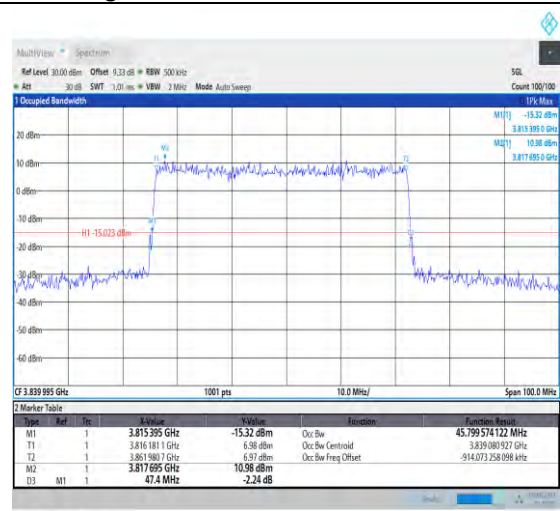 MultiView Spectrum
Ref Level 30.00 dBm Offset 9.33 dB RBW 500 kHz SGL
Att 30 dB SWT 1.01 ms VBW 2 MHz Mode Auto Sweep Count 100/100
1 Occupied Bandwidth 1Pk Max
M1[1] -15.32 dBm
3.815 395 0 GHz
M2[1] 10.98 dBm
3.817 695 0 GHz
20 dBm
M2
T1 T2
10 dBm
0 dBm
-10 dBm
M1
H1 -15.023 dBm
-20 dBm
-30 dBm
-40 dBm
-50 dBm
-60 dBm
CF 3.839 995 GHz 1001 pts 10.0 MHz/ Span 100.0 MHz
2 Marker Table
Type Ref Trc X-Value Y-Value Function Function Result
M1 1 3.815 395 GHz -15.32 dBm Occ Bw 45.799 574 122 MHz
T1 1 3.816 181 1 GHz 6.98 dBm Occ Bw Centroid 3.839 080 927 GHz
T2 1 3.861 980 7 GHz 6.97 dBm Occ Bw Freq Offset -914.073 258 098 kHz
M2 1 3.817 695 GHz 10.98 dBm
D3 M1 1 47.4 MHz -2.24 dB